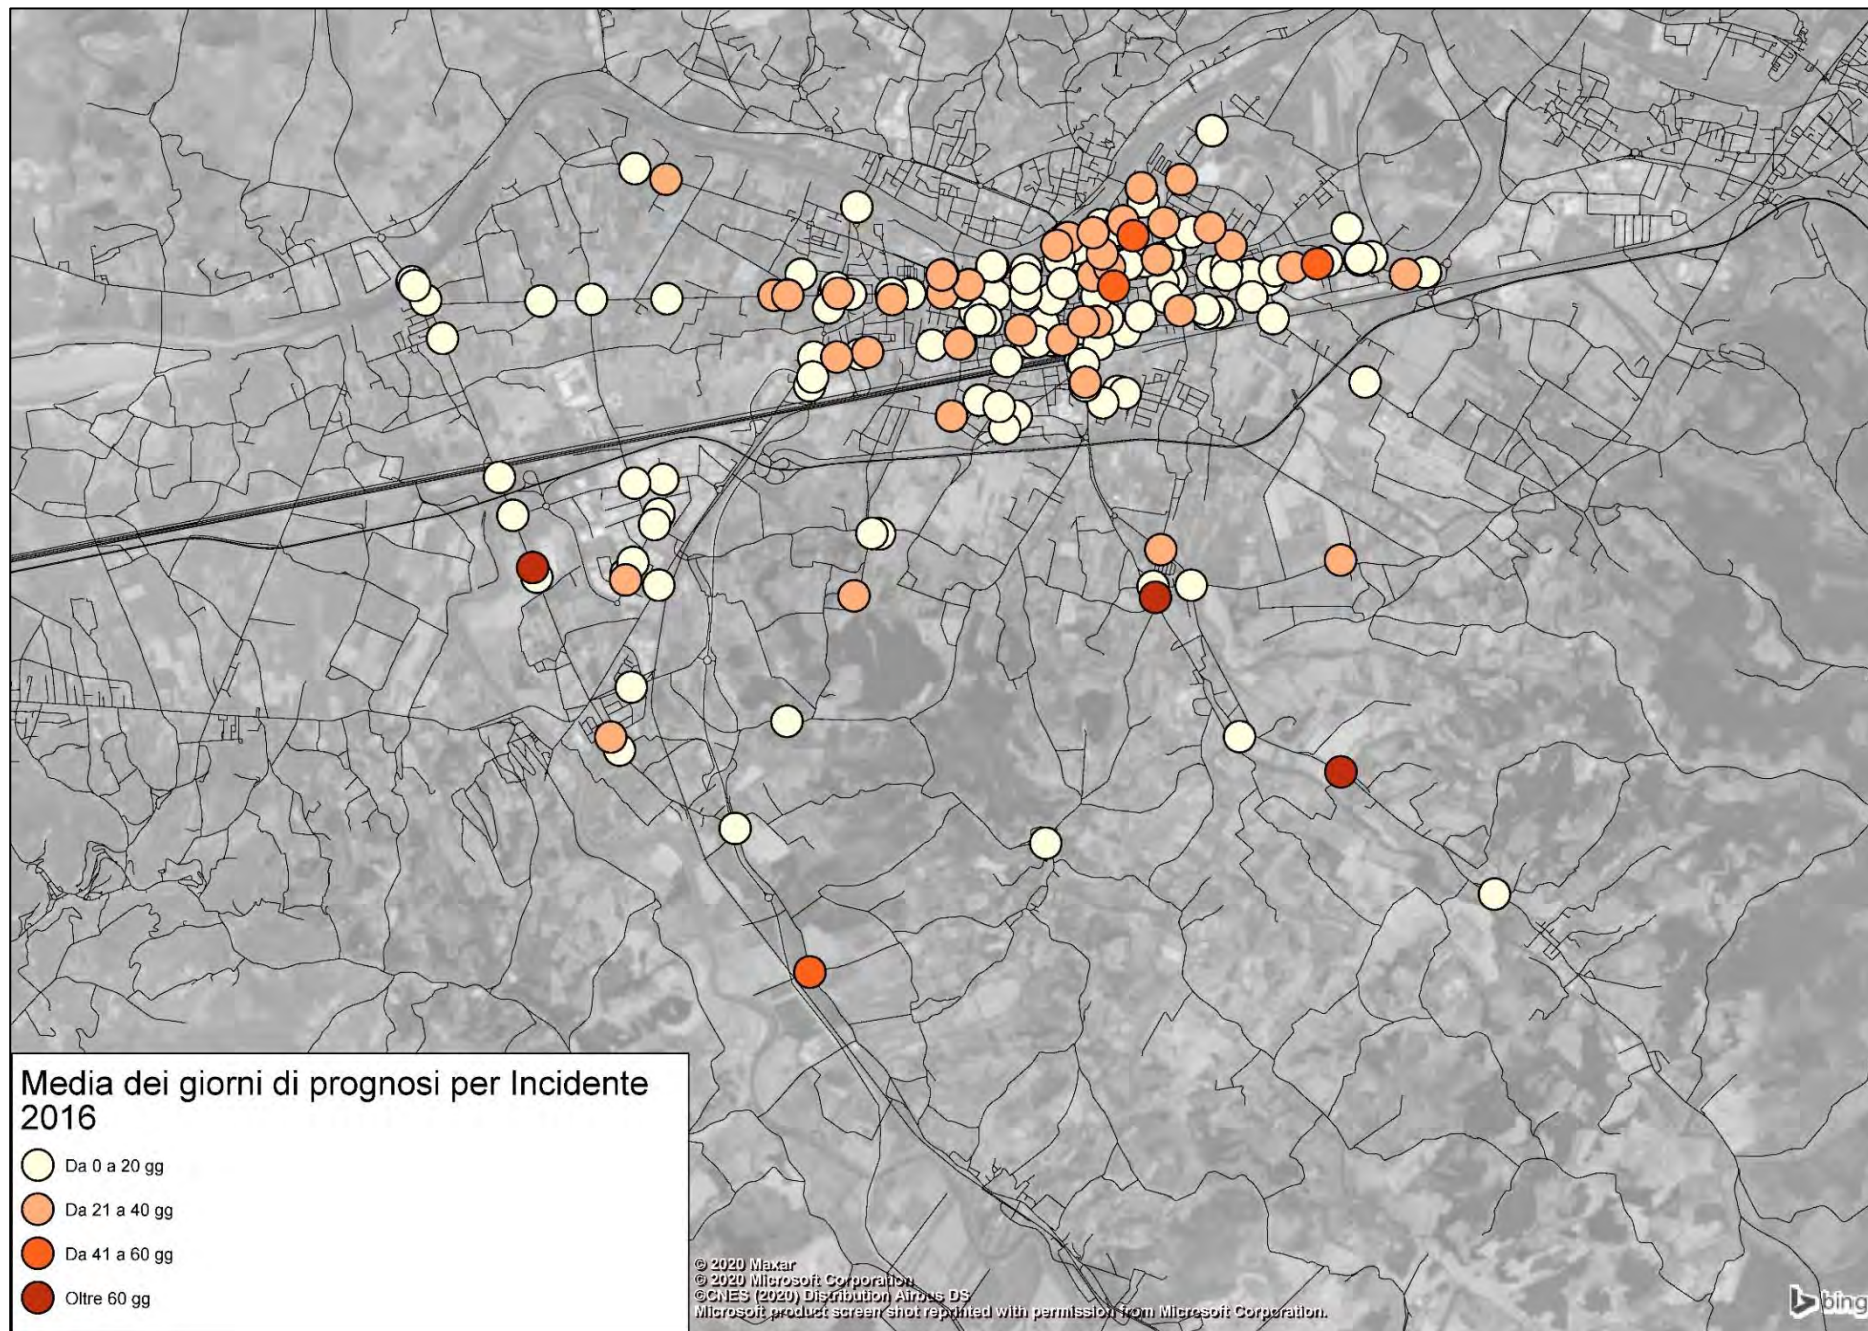 Media dei giorni di prognosi per Incidente
2016
Da 0 a 20 gg
Da 21 a 40 gg
Da 41 a 60 gg
Oltre 60 gg
© 2020 Maxar
© 2020 Microsoft Corporation
©CNES (2020) Distribution Airbus DS
Microsoft product screen shot reprinted with permission from Microsoft Corporation.
bing